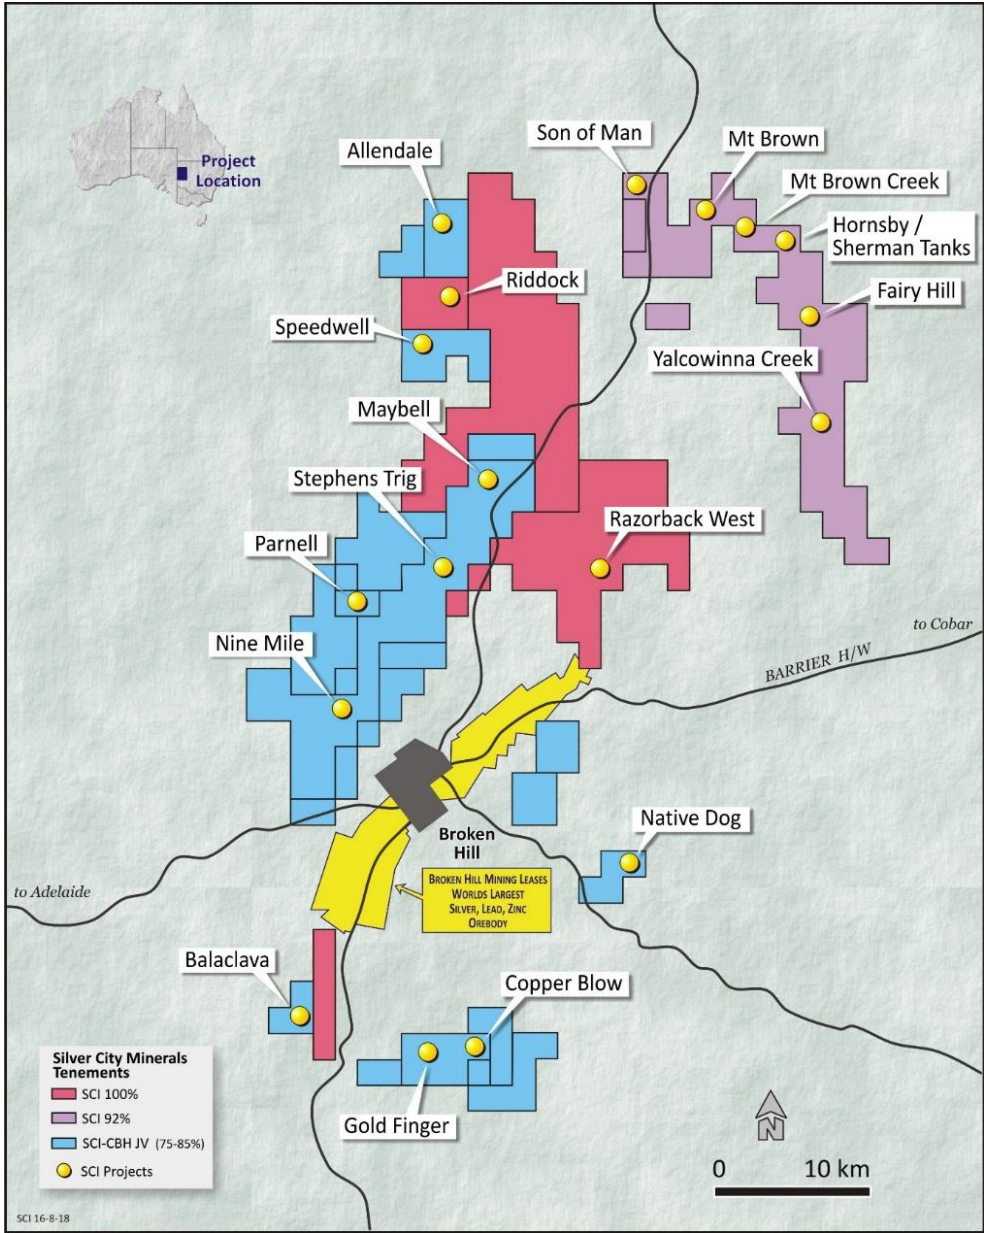 Project
Location
Allendale
Son of Man
Mt Brown
Mt Brown Creek
Hornsby /
Sherman Tanks
Riddock
Fairy Hill
Speedwell
Yalcowinna Creek
Maybell
Stephens Trig
Razorback West
Parnell
to Cobar
Nine Mile
BARRIER H/W
Native Dog
Broken
Hill
to Adelaide
BROKEN HILL MINING LEASES
WORLDS LARGEST
SILVER, LEAD, ZINC
OREBODY
Balaclava
Copper Blow
Gold Finger
Silver City Minerals
Tenements
SCI 100%
SCI 92%
SCI-CBH JV (75-85%)
SCI Projects
N
0 10 km
SCI 16-8-18